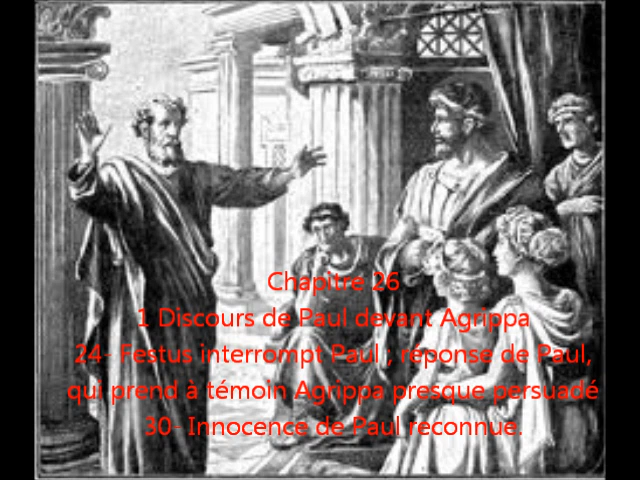 Chapitre 26
1 Discours de Paul devant Agrippa
24- Festus interrompt Paul ; réponse de Paul,
qui prend à témoin Agrippa presque persuadé
30- Innocence de Paul reconnue.